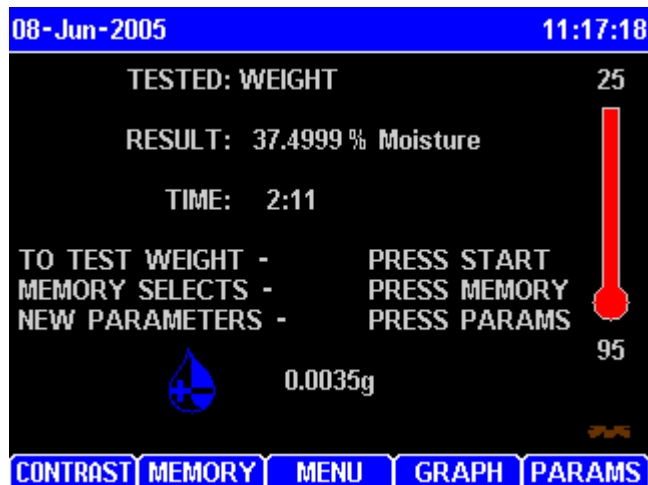 08-Jun-2005 11:17:18
TESTED: WEIGHT 25
RESULT: 37.4999 % Moisture
TIME: 2:11
TO TEST WEIGHT - PRESS START
MEMORY SELECTS - PRESS MEMORY
NEW PARAMETERS - PRESS PARAMS
95
0.0035g
CONTRAST MEMORY MENU GRAPH PARAMS